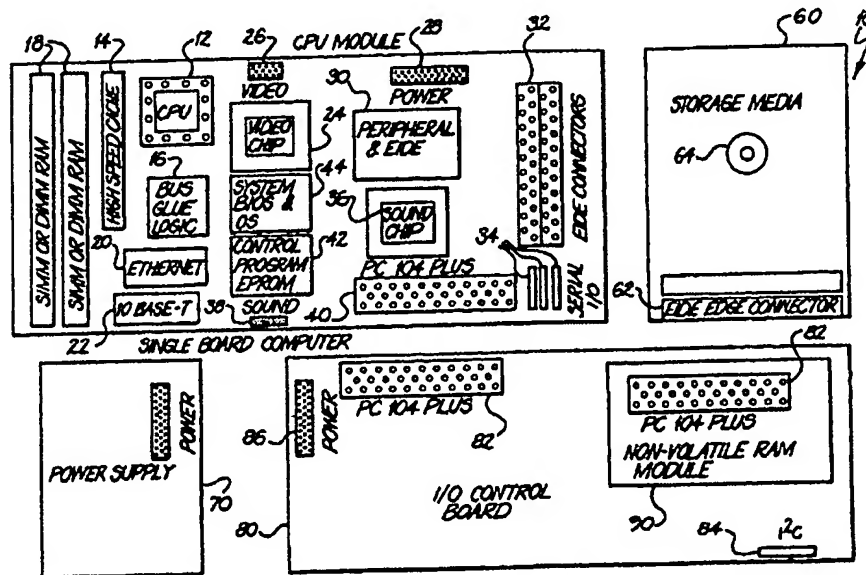 18
14
12
26
CPU MODULE
28
32
60
10
SIMM OR DIMM RAM
SIMM OR DIMM RAM
HIGH SPEED CACHE
CPU
VIDEO
POWER
30
VIDEO
CHIP
24
PERIPHERAL
& EIDE
EIDE CONNECTORS
STORAGE MEDIA
64
16
BUS
GLUE
LOGIC
SYSTEM
BIOS &
OS
44
36
SOUND
CHIP
20
ETHERNET
CONTROL
PROGRAM
EPROM
42
34
PC 104 PLUS
SERIAL
I/O
22
10 BASE-T
SOUND
38
40
62
EIDE EDGE CONNECTOR
SINGLE BOARD COMPUTER
82
POWER
POWER SUPPLY
70
86
POWER
PC 104 PLUS
82
PC 104 PLUS
NON-VOLATILE RAM
MODULE
I/O CONTROL
BOARD
80
90
84
I²C